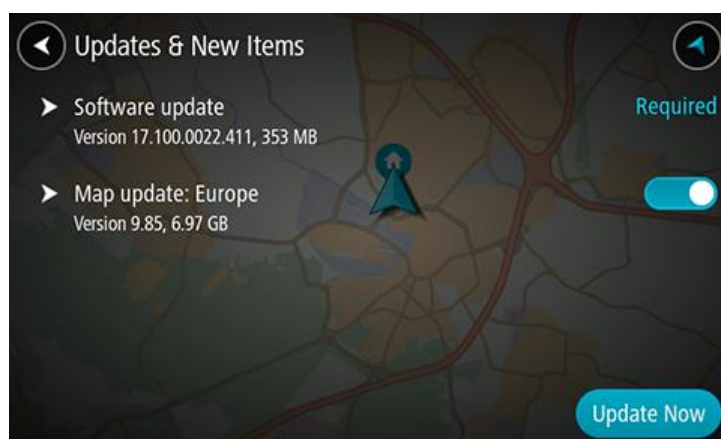 Updates & New Items
Software update
Required
Version 17.100.0022.411, 353 MB
Map update: Europe
Version 9.85, 6.97 GB
Update Now